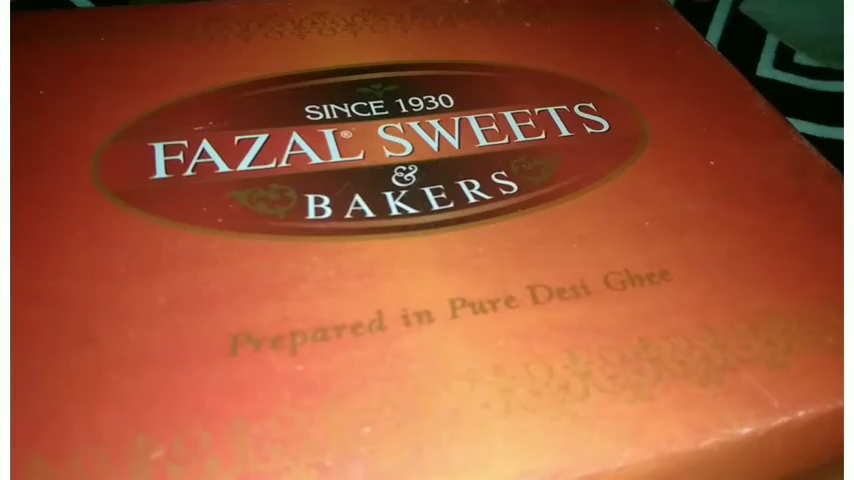 SINCE 1930
FAZAL® SWEETS
&
BAKERS
Prepared in Pure Desi Ghee